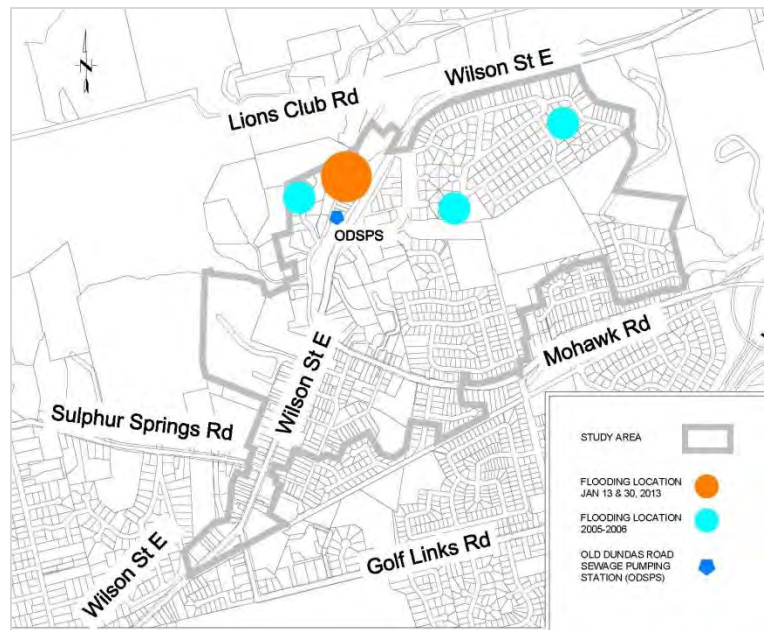 N
Wilson St E
Lions Club Rd
ODSPS
Mohawk Rd
Wilson St E
Sulphur Springs Rd
Wilson St E
Golf Links Rd
STUDY AREA
FLOODING LOCATION
JAN 13 & 30, 2013
FLOODING LOCATION
2005-2006
OLD DUNDAS ROAD
SEWAGE PUMPING
STATION (ODSPS)